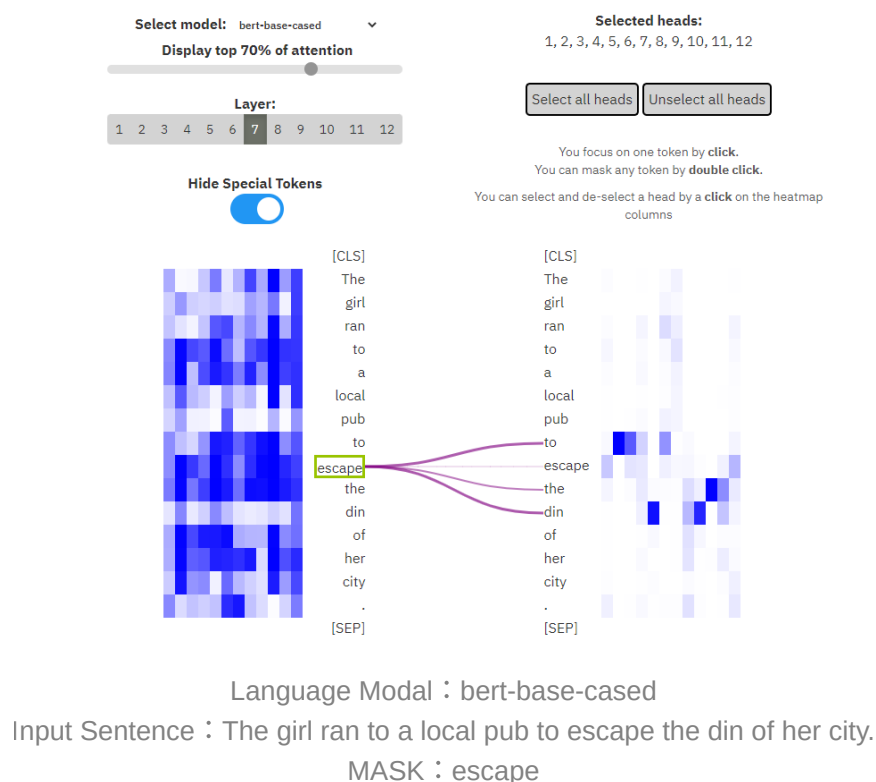 Select model: bert-base-cased
Display top 70% of attention
Layer:
1 2 3 4 5 6 7 8 9 10 11 12
Hide Special Tokens
Selected heads:
1, 2, 3, 4, 5, 6, 7, 8, 9, 10, 11, 12
Select all heads Unselect all heads
You focus on one token by click.
You can mask any token by double click.
You can select and de-select a head by a click on the heatmap
columns
[CLS] [CLS]
The The
girl girl
ran ran
to to
a a
local local
pub pub
to to
escape escape
the the
din din
of of
her her
city city
. .
[SEP] [SEP]
Language Modal：bert-base-cased
Input Sentence：The girl ran to a local pub to escape the din of her city.
MASK：escape